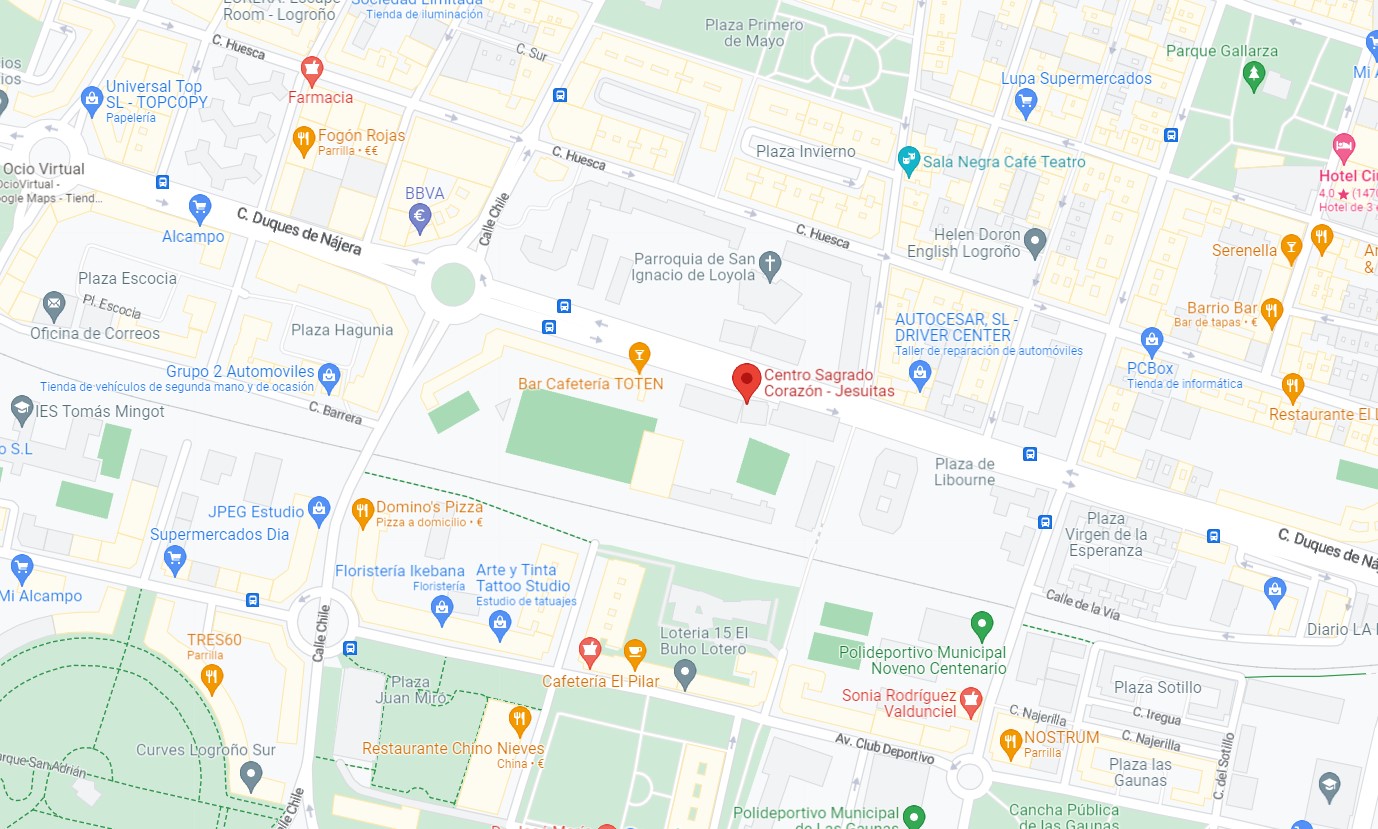 Room - Logroño
Sociedad Limitada
Tienda de iluminación
C. Huesca
C. Sur
Plaza Primero
de Mayo
Parque Gallarza
Lupa Supermercados
Universal Top
SL - TOPCOPY
Papelería
Farmacia
Fogón Rojas
Parrilla • €€
C. Huesca
Plaza Invierno
Sala Negra Café Teatro
Ocio Virtual
OcioVirtual -
ogle Maps - Tiend...
Hotel Ciu
4.0 ★ (1470
Hotel de 3 e
BBVA
Calle Chile
Alcampo
C. Duques de Nájera
C. Huesca
Helen Doron
English Logroño
Serenella
Parroquia de San
Ignacio de Loyola
Plaza Escocia
Pl. Escocia
Oficina de Correos
Plaza Hagunia
Barrio Bar
Bar de tapas • €
AUTOCESAR, SL -
DRIVER CENTER
Taller de reparación de automóviles
Grupo 2 Automoviles
Tienda de vehículos de segunda mano y de ocasión
C. Barrera
Bar Cafetería TOTEN
Centro Sagrado
Corazón - Jesuitas
PCBox
Tienda de informática
Restaurante El L
IES Tomás Mingot
o S.L
Plaza de
Libourne
JPEG Estudio
Supermercados Dia
Domino's Pizza
Pizza a domicilio • €
Plaza
Virgen de la
Esperanza
C. Duques de Ná
Mi Alcampo
Floristería Ikebana
Floristería
Arte y Tinta
Tattoo Studio
Estudio de tatuajes
Calle de la Vía
Diario LA
Calle Chile
TRES60
Parrilla
Loteria 15 El
Buho Lotero
Polideportivo Municipal
Noveno Centenario
Plaza
Juan Miró
Cafetería El Pilar
Sonia Rodríguez
Valdunciel
Plaza Sotillo
C. Najerilla
C. Iregua
C. Najerilla
Restaurante Chino Nieves
China • €
Av. Club Deportivo
NOSTRUM
Parrilla
Plaza las
Gaunas
C. del Sotillo
Curves Logroño Sur
arque San Adrián
Calle Chile
Polideportivo Municipal
de Las Gaunas
Cancha Pública
de las Gaunas